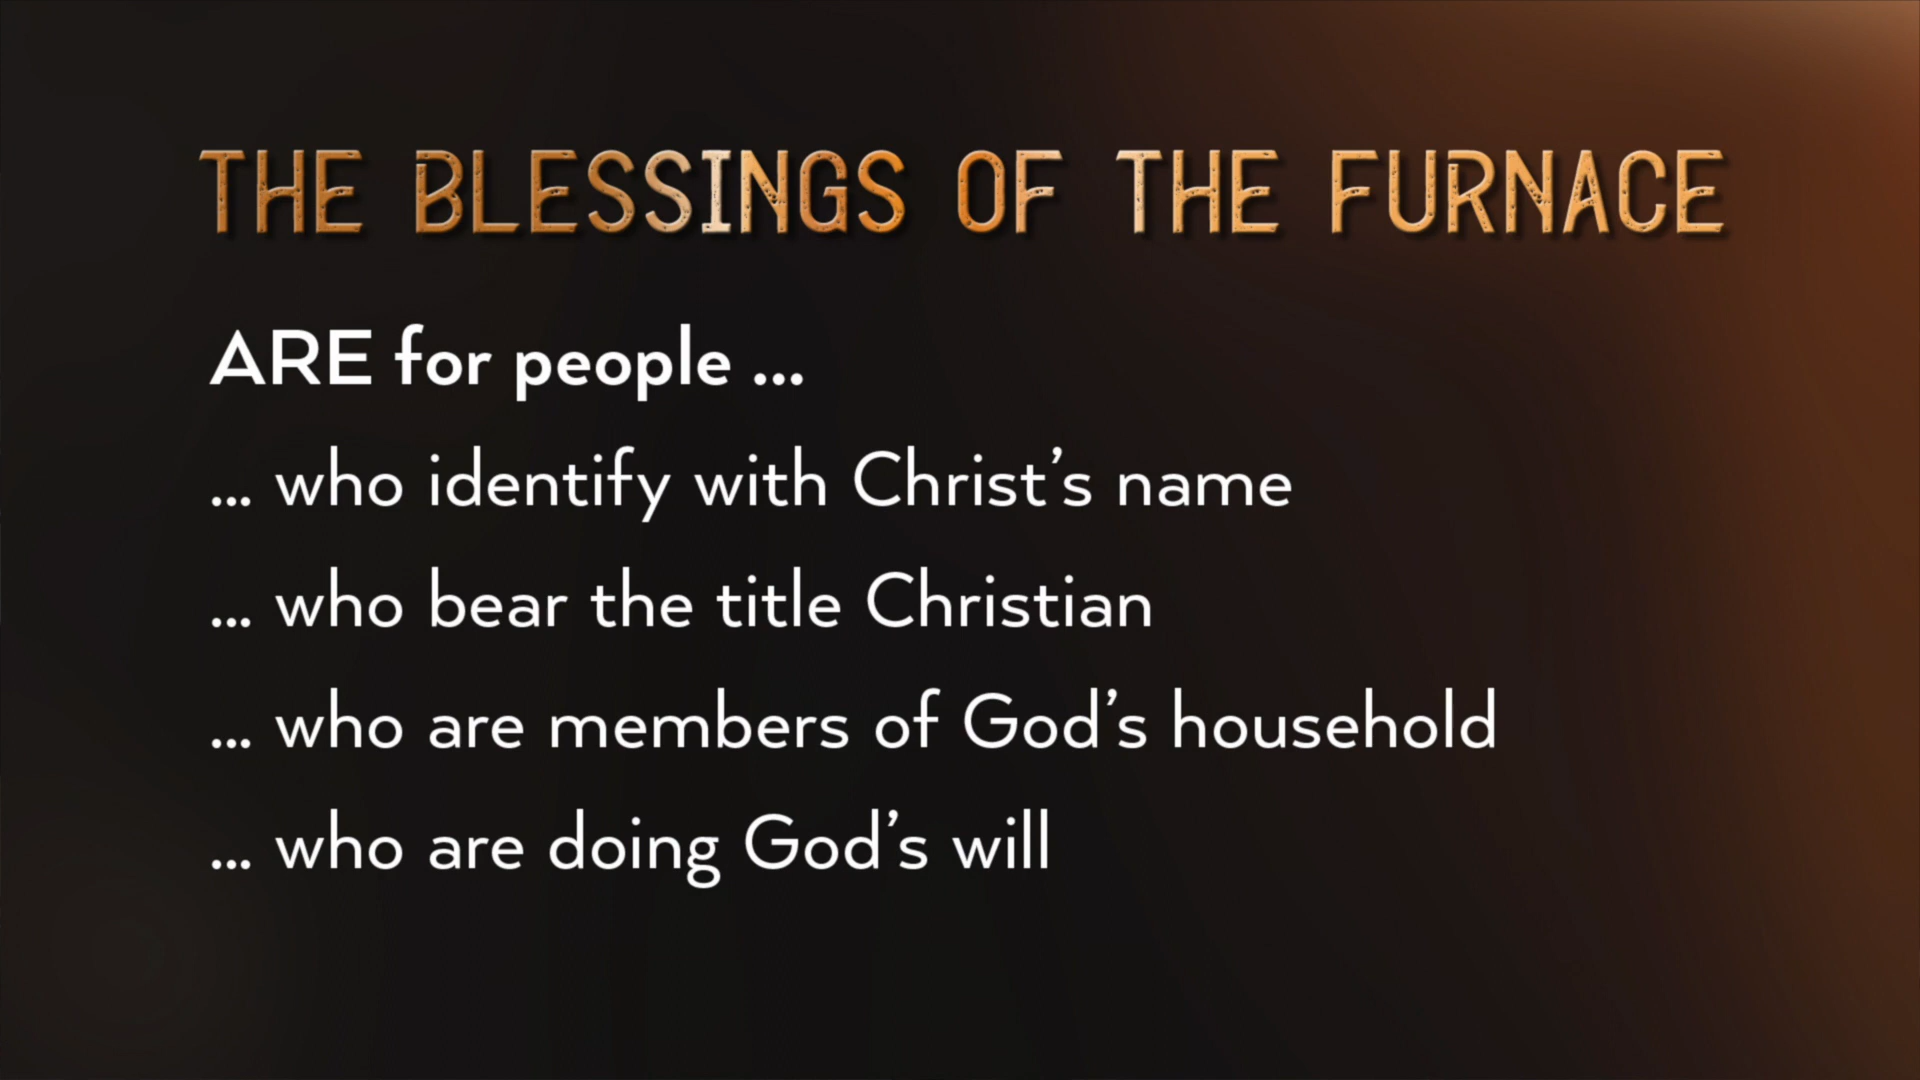 THE BLESSINGS OF THE FURNACE
ARE for people ...
... who identify with Christ’s name
... who bear the title Christian
... who are members of God’s household
... who are doing God’s will